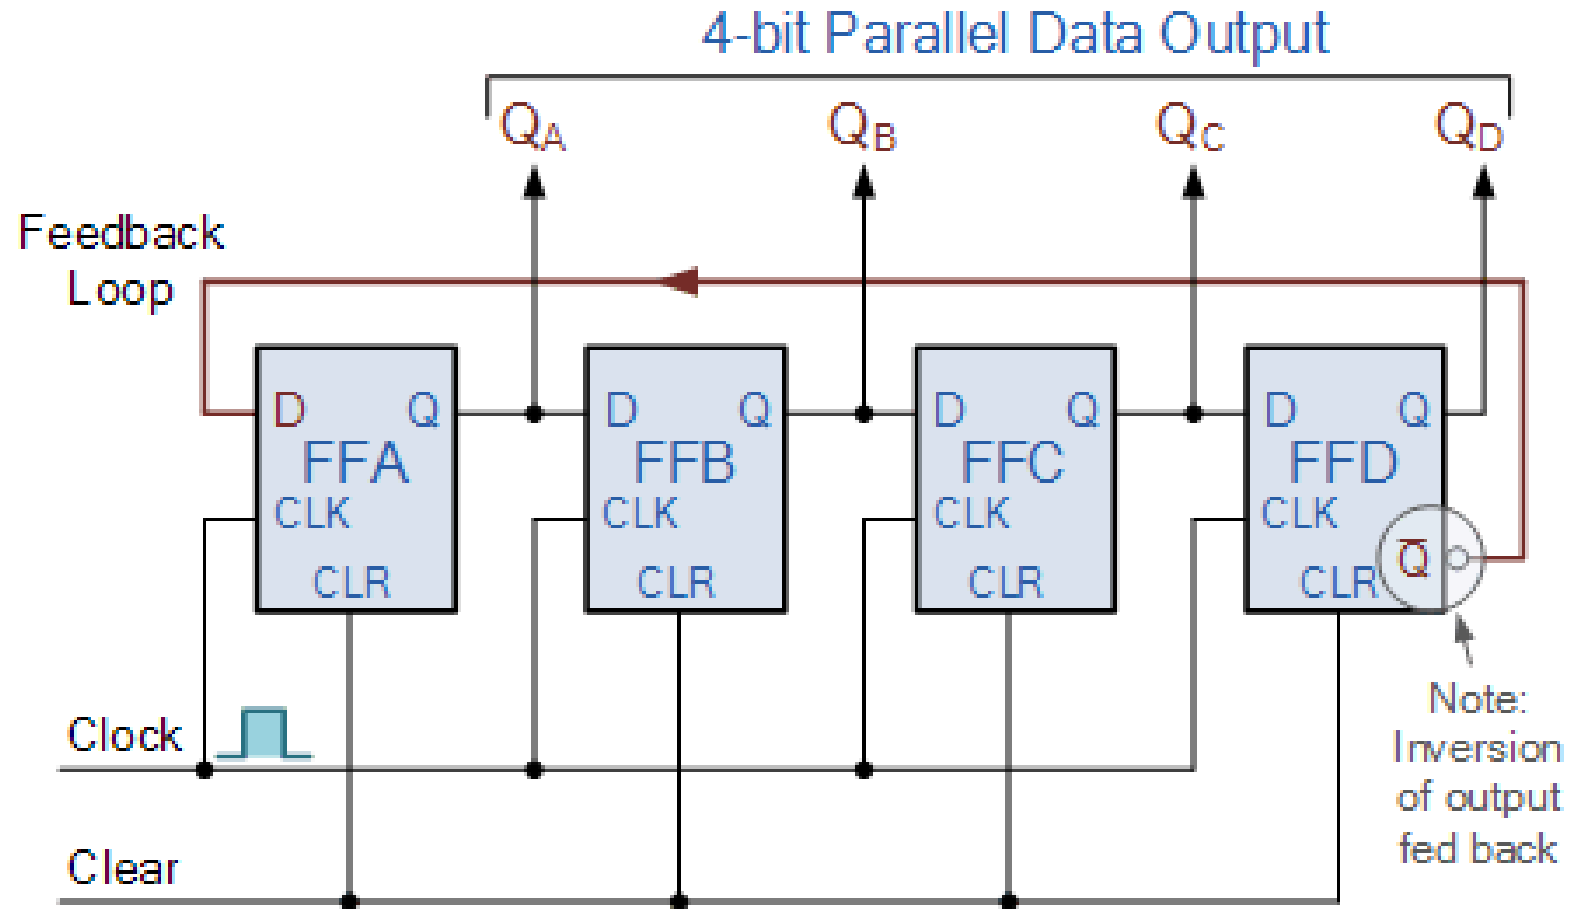 4-bit Parallel Data Output
QA QB QC QD
Feedback
Loop
D Q D Q D Q D Q
FFA FFB FFC FFD
CLK CLK CLK CLK
Q̅
CLR CLR CLR CLR
Note:
Inversion
of output
fed back
Clock
Clear